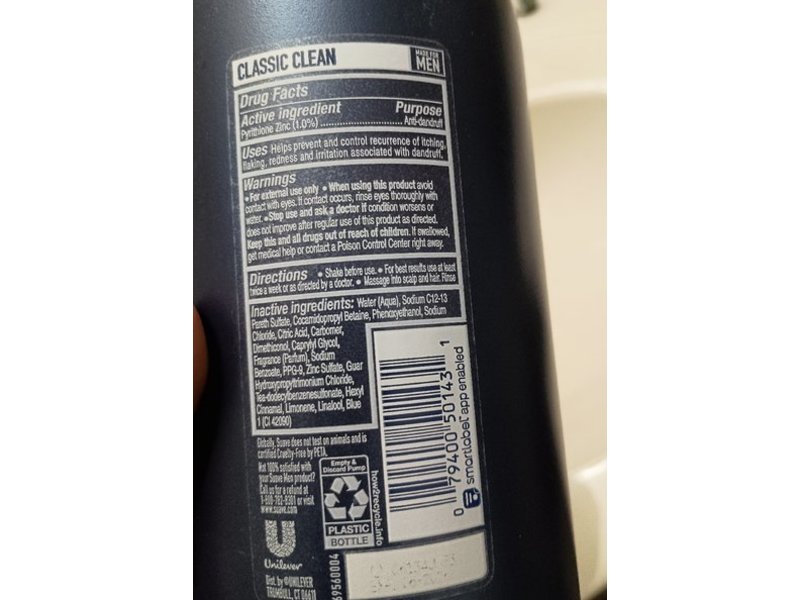 CLASSIC CLEAN
MADE FOR
MEN
Drug Facts
Active ingredient Purpose
Pyrithione Zinc (1.0%) ........................ Anti-dandruff
Uses Helps prevent and control recurrence of itching,
flaking, redness and irritation associated with dandruff.
Warnings
• For external use only • When using this product avoid
contact with eyes. If contact occurs, rinse eyes thoroughly with
water. • Stop use and ask a doctor if condition worsens or
does not improve after regular use of this product as directed.
Keep this and all drugs out of reach of children. If swallowed,
get medical help or contact a Poison Control Center right away.
Directions • Shake before use. • For best results use at least
twice a week or as directed by a doctor. • Massage into scalp and hair. Rinse
Inactive ingredients: Water (Aqua), Sodium C12-13
Pareth Sulfate, Cocamidopropyl Betaine, Phenoxyethanol, Sodium
Chloride, Citric Acid, Carbomer,
Dimethiconol, Caprylyl Glycol,
Fragrance (Parfum), Sodium
Benzoate, PPG-9, Zinc Sulfate, Guar
Hydroxypropyltrimonium Chloride,
Tea-dodecylbenzenesulfonate, Hexyl
Cinnamal, Limonene, Linalool, Blue
1 (CI 42090)
0 79400 50143 1
smartlabel app enabled
Globally, Suave does not test on animals and is
certified Cruelty-Free by PETA.
Not 100% satisfied with
your Suave Men product?
Call us for a refund at
1-800-782-8301 or visit
www.suave.com
Empty &
Discard Pump
PLASTIC
BOTTLE
how2recycle.info
Unilever
Dist. by ©UNILEVER
TRUMBULL, CT 06611
69560004